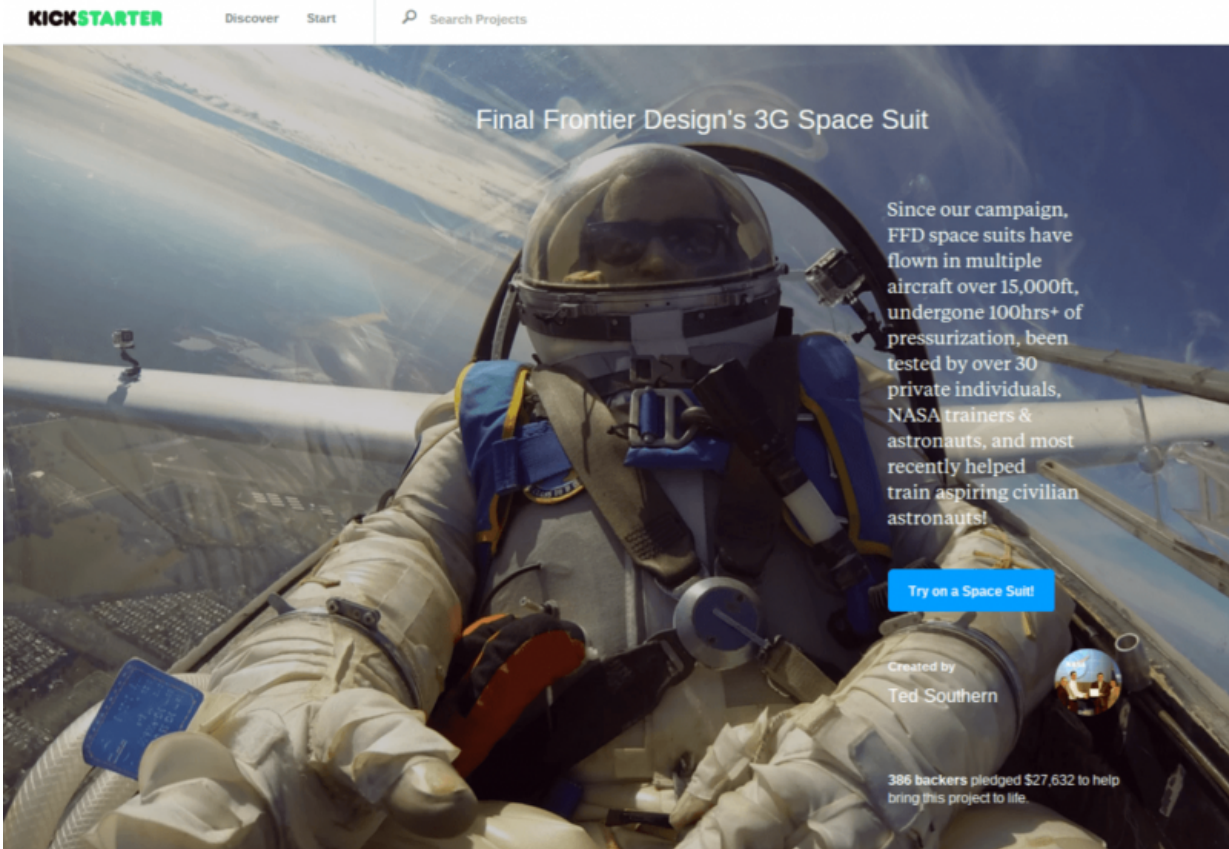 KICKSTARTER
Discover
Start
Search Projects
Final Frontier Design's 3G Space Suit
Since our campaign,
FFD space suits have
flown in multiple
aircraft over 15,000ft,
undergone 100hrs+ of
pressurization, been
tested by over 30
private individuals,
NASA trainers &
astronauts, and most
recently helped
train aspiring civilian
astronauts!
Try on a Space Suit!
Created by
Ted Southern
386 backers pledged $27,632 to help
bring this project to life.